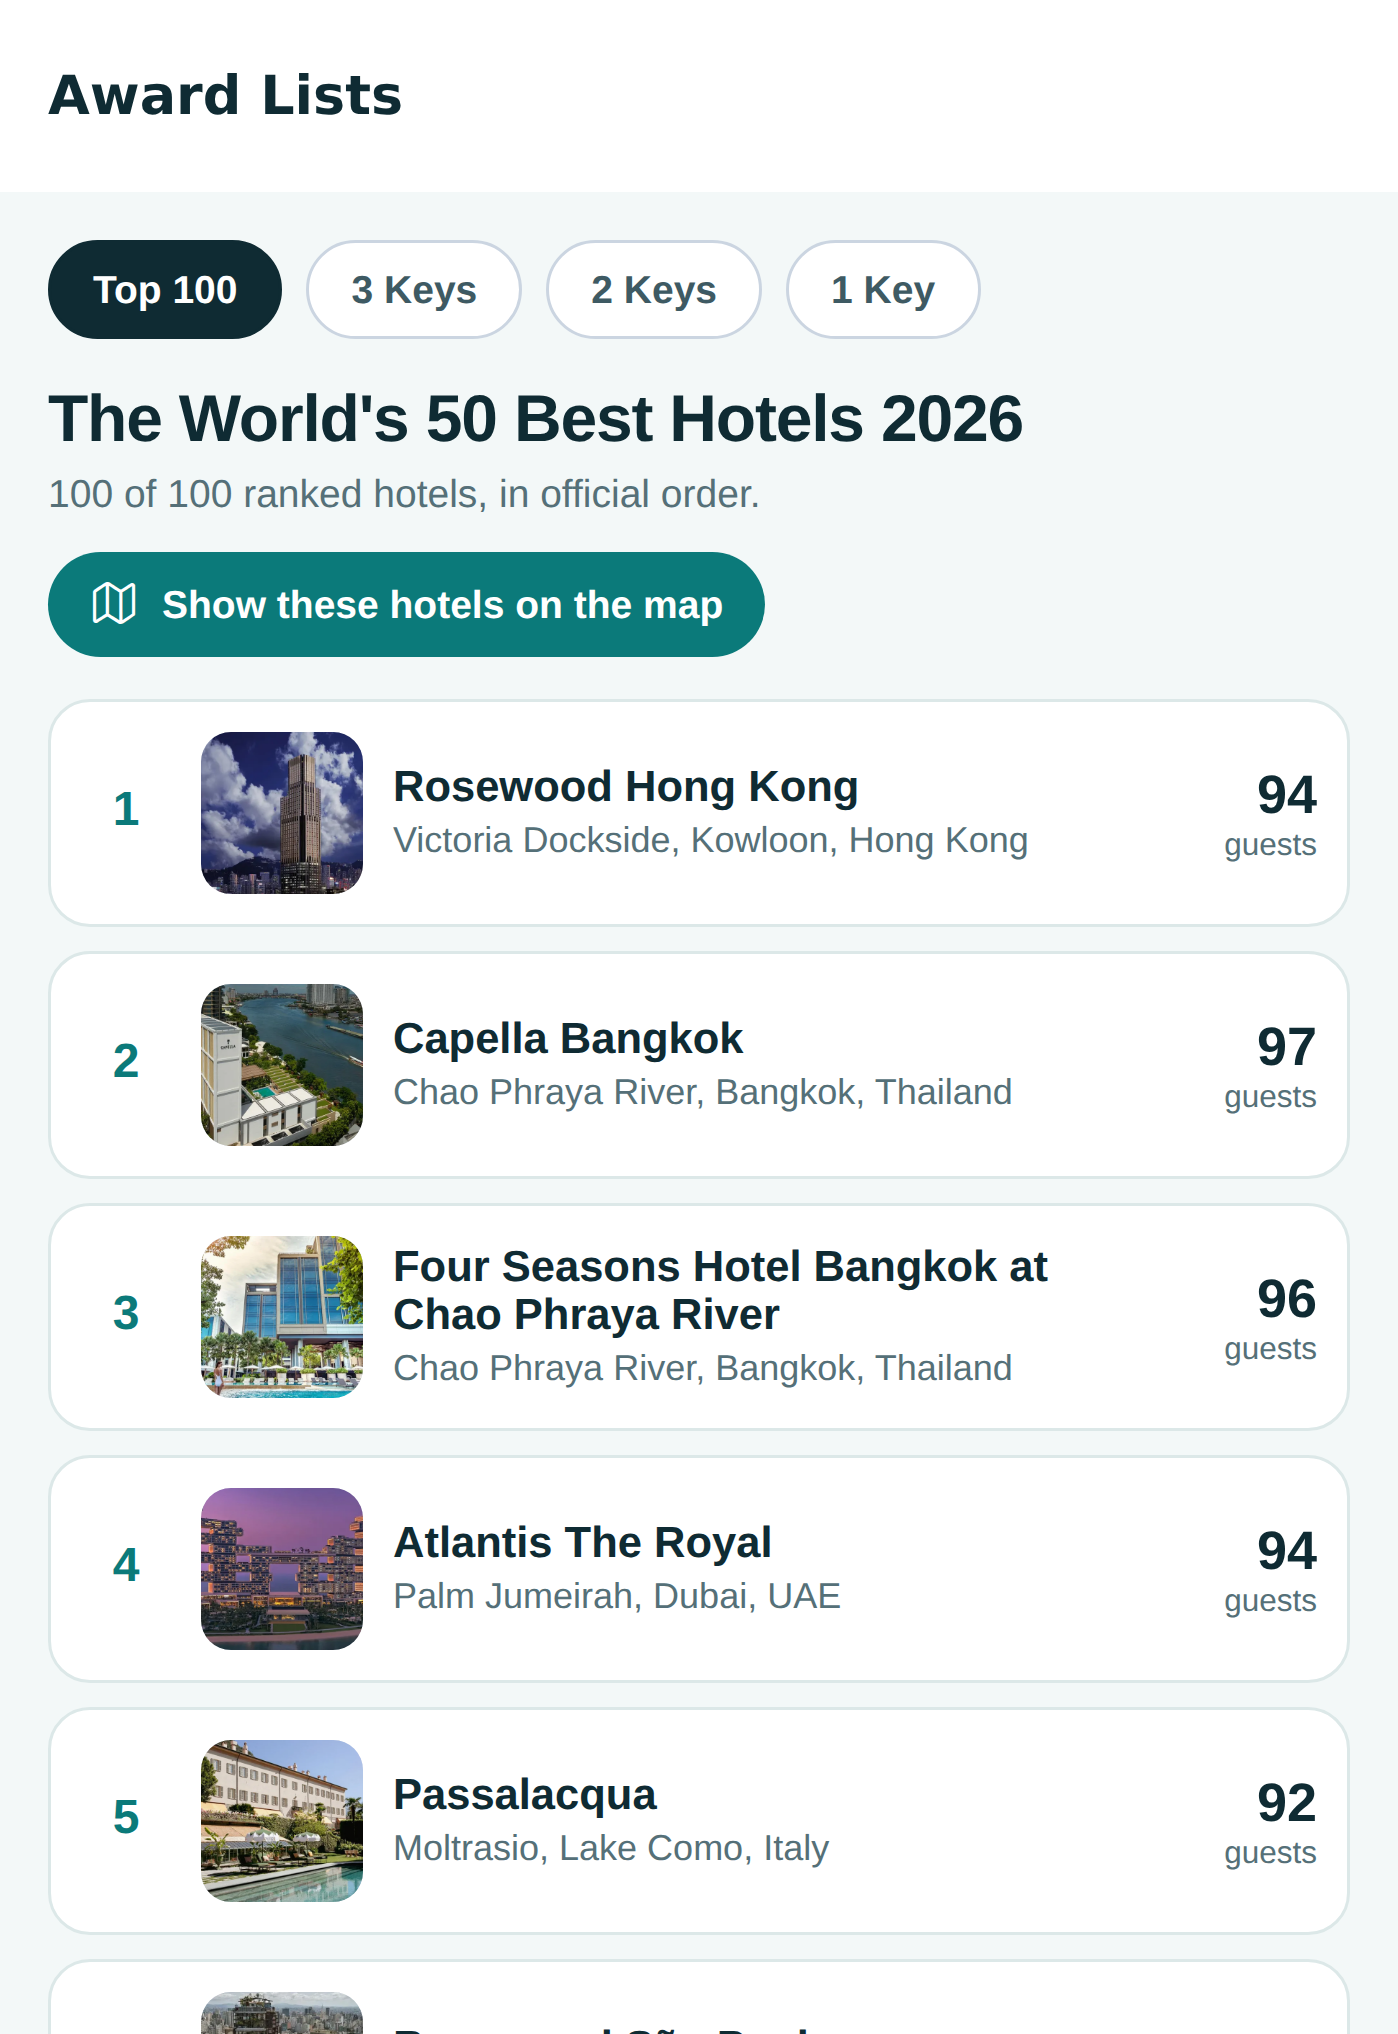 Award Lists
Top 100
3 Keys
2 Keys
1 Key
The World's 50 Best Hotels 2026
100 of 100 ranked hotels, in official order.
Show these hotels on the map
1
Rosewood Hong Kong
Victoria Dockside, Kowloon, Hong Kong
94
guests
2
Capella Bangkok
Chao Phraya River, Bangkok, Thailand
97
guests
3
Four Seasons Hotel Bangkok at
Chao Phraya River
Chao Phraya River, Bangkok, Thailand
96
guests
4
Atlantis The Royal
Palm Jumeirah, Dubai, UAE
94
guests
5
Passalacqua
Moltrasio, Lake Como, Italy
92
guests